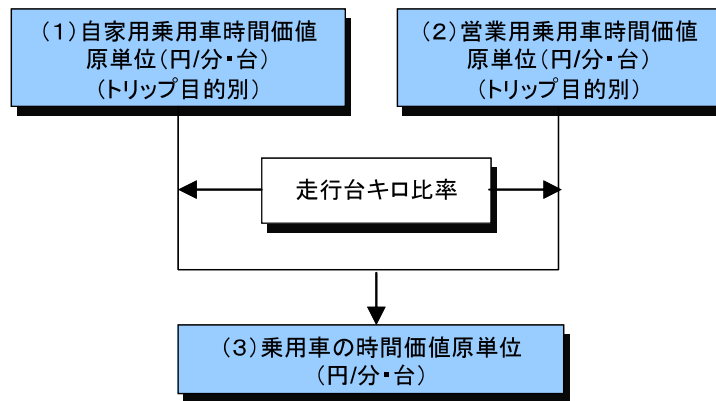 （１）自家用乗用車時間価値
原単位（円/分・台）
（トリップ目的別）
（２）営業用乗用車時間価値
原単位（円/分・台）
（トリップ目的別）
走行台キロ比率
（３）乗用車の時間価値原単位
（円/分・台）